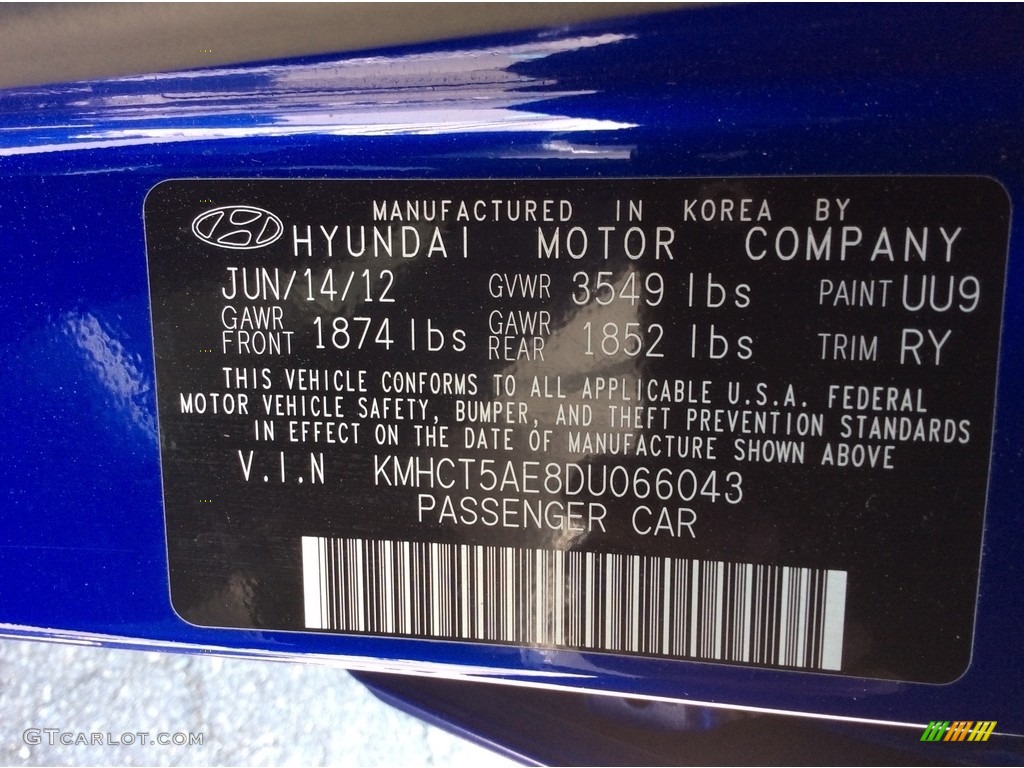 MANUFACTURED IN KOREA BY
HYUNDAI MOTOR COMPANY
JUN/14/12 GVWR 3549 lbs PAINT UU9
GAWR FRONT 1874 lbs GAWR REAR 1852 lbs TRIM RY
THIS VEHICLE CONFORMS TO ALL APPLICABLE U.S.A. FEDERAL
MOTOR VEHICLE SAFETY, BUMPER, AND THEFT PREVENTION STANDARDS
IN EFFECT ON THE DATE OF MANUFACTURE SHOWN ABOVE
V.I.N KMHCT5AE8DU066043
PASSENGER CAR
GTCARLOT.COM